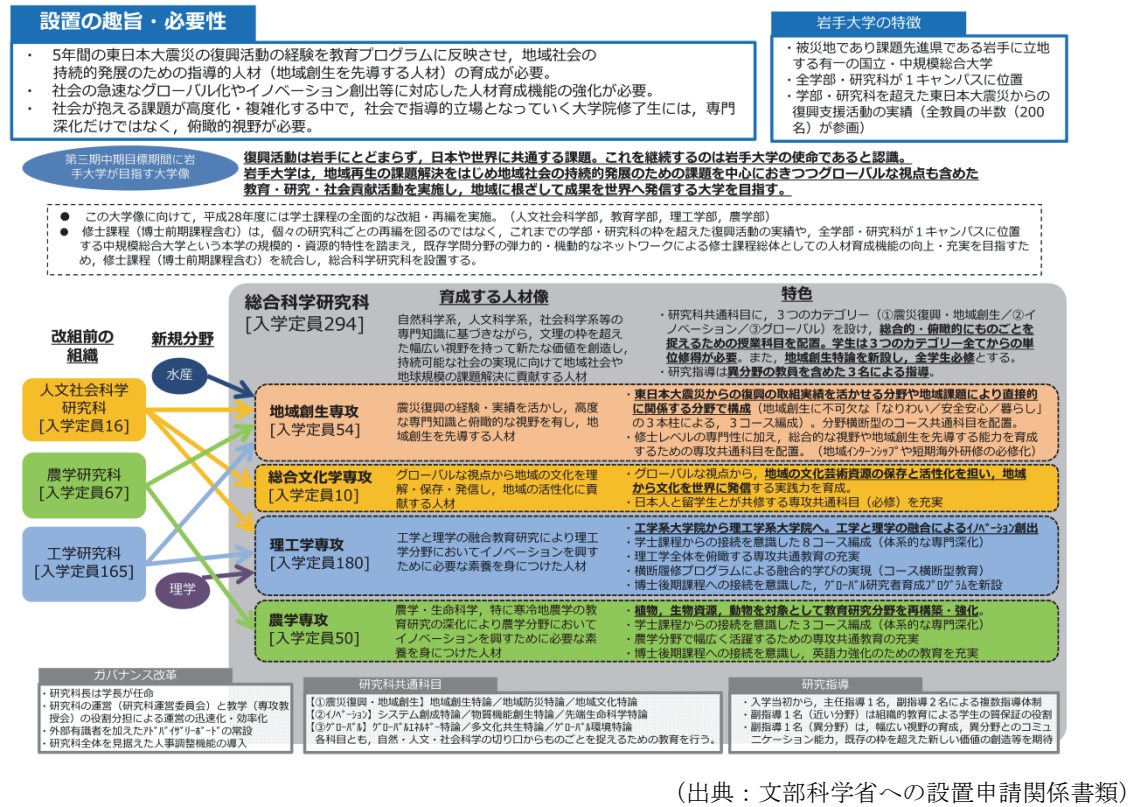 設置の趣旨・必要性
・ 5年間の東日本大震災の復興活動の経験を教育プログラムに反映させ，地域社会の
持続的発展のための指導的人材（地域創生を先導する人材）の育成が必要。
・ 社会の急速なグローバル化やイノベーション創出等に対応した人材育成機能の強化が必要。
・ 社会が抱える課題が高度化・複雑化する中で，社会で指導的立場となっていく大学院修了生には，専門
深化だけではなく，俯瞰的視野が必要。
岩手大学の特徴
・被災地であり課題先進県である岩手に立地
する有一の国立・中規模総合大学
・全学部・研究科が１キャンパスに位置
・学部・研究科を超えた東日本大震災からの
復興支援活動の実績（全教員の半数（200
名）が参画）
第三期中期目標期間に岩
手大学が目指す大学像
復興活動は岩手にとどまらず，日本や世界に共通する課題。これを継続するのは岩手大学の使命であると認識。
岩手大学は，地域再生の課題解決をはじめ地域社会の持続的発展のための課題を中心におきつつグローバルな視点も含めた
教育・研究・社会貢献活動を実施し，地域に根ざして成果を世界へ発信する大学を目指す。
● この大学像に向けて，平成28年度には学士課程の全面的な改組・再編を実施。（人文社会科学部，教育学部，理工学部，農学部）
● 修士課程（博士前期課程含む）は，個々の研究科ごとの再編を図るのではなく，これまでの学部・研究科の枠を超えた復興活動の実績や，全学部・研究科が１キャンパスに位置
する中規模総合大学という本学の規模的・資源的特性を踏まえ，既存学問分野の弾力的・機動的なネットワークによる修士課程総体としての人材育成機能の向上・充実を目指すた
め，修士課程（博士前期課程含む）を統合し，総合科学研究科を設置する。
改組前の
組織
新規分野
水産
人文社会科学
研究科
[入学定員16]
農学研究科
[入学定員67]
工学研究科
[入学定員165]
理学
総合科学研究科
[入学定員294]
育成する人材像
自然科学系，人文科学系，社会科学系等の
専門知識に基づきながら，文理の枠を超え
た幅広い視野を持って新たな価値を創造し，
持続可能な社会の実現に向けて地域社会や
地球規模の課題解決に貢献する人材
特色
・研究科共通科目に，３つのカテゴリー（①震災復興・地域創生／②イ
ノベーション／③グローバル）を設け，総合的・俯瞰的にものごとを
捉えるための授業科目を配置。学生は３つのカテゴリー全てからの単
位修得が必要。また，地域創生特論を新設し，全学生必修とする。
・研究指導は異分野の教員を含めた３名による指導。
地域創生専攻
[入学定員54]
震災復興の経験・実績を活かし，高度
な専門知識と俯瞰的な視野を有し，地
域創生を先導する人材
・東日本大震災からの復興の取組実績を活かせる分野や地域課題により直接的
に関係する分野で構成（地域創生に不可欠な「なりわい／安全安心／暮らし」
の３本柱による，３コース編成）。分野横断型のコース共通科目を配置。
・修士レベルの専門性に加え，総合的な視野や地域創生を先導する能力を育成
するための専攻共通科目を配置。（地域ｲﾝﾀｰﾝｼｯﾌﾟや短期海外研修の必修化）
総合文化学専攻
[入学定員10]
グローバルな視点から地域の文化を理
解・保存・発信し，地域の活性化に貢
献する人材
・グローバルな視点から，地域の文化芸術資源の保存と活性化を担い，地域
から文化を世界に発信する実践力を育成。
・日本人と留学生とが共修する専攻共通科目（必修）を充実
理工学専攻
[入学定員180]
工学と理学の融合教育研究により理工
学分野においてイノベーションを興す
ために必要な素養を身につけた人材
・工学系大学院から理工学系大学院へ。工学と理学の融合によるｲﾉﾍﾞｰｼｮﾝ創出
・学士課程からの接続を意識した８コース編成（体系的な専門深化）
・理工学全体を俯瞰する専攻共通教育の充実
・横断履修プログラムによる融合的学びの実現（コース横断型教育）
・博士後期課程への接続を意識した，ｸﾞﾛｰﾊﾞﾙ研究者育成ﾌﾟﾛｸﾞﾗﾑを新設
農学専攻
[入学定員50]
農学・生命科学，特に寒冷地農学の教
育研究の深化により農学分野において
イノベーションを興すために必要な素
養を身につけた人材
・植物，生物資源，動物を対象として教育研究分野を再構築・強化。
・学士課程からの接続を意識した３コース編成（体系的な専門深化）
・農学分野で幅広く活躍するための専攻共通教育の充実
・博士後期課程への接続を意識し，英語力強化のための教育を充実
ガバナンス改革
・研究科長は学長が任命
・研究科の運営（研究科運営委員会）と教学（専攻教
授会）の役割分担による運営の迅速化・効率化
・外部有識者を加えたｱﾄﾞﾊﾞｲｻﾞﾘｰﾎﾞｰﾄﾞの常設
・研究科全体を見据えた人事調整機能の導入
研究科共通科目
【①震災復興・地域創生】地域創生特論／地域防災特論／地域文化特論
【②ｲﾉﾍﾞｰｼｮﾝ】システム創成特論／物質機能創生特論／先端生命科学特論
【③ｸﾞﾛｰﾊﾞﾙ】ｸﾞﾛｰﾊﾞﾙｴﾈﾙｷﾞｰ特論／多文化共生特論／ｸﾞﾛｰﾊﾞﾙ環境特論
各科目とも，自然・人文・社会科学の切り口からものごとを捉えるための教育を行う。
研究指導
・入学当初から，主任指導１名，副指導２名による複数指導体制
・副指導１名（近い分野）は組織的教育による学生の質保証の役割
・副指導１名（異分野）は，幅広い視野の育成，異分野とのコミュ
ニケーション能力，既存の枠を超えた新しい価値の創造等を期待
（出典：文部科学省への設置申請関係書類）